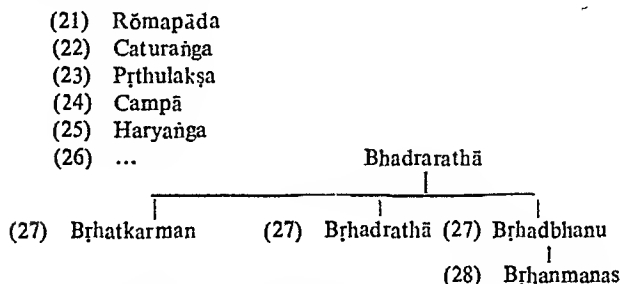 (21) Rŏmapāda
(22) Caturaṅga
(23) Pṛthulakṣa
(24) Campā
(25) Haryaṅga
(26) ... Bhadrarathā
(27) Bṛhatkarman (27) Bṛhadrathā (27) Bṛhadbhanu
(28) Bṛhanmanas